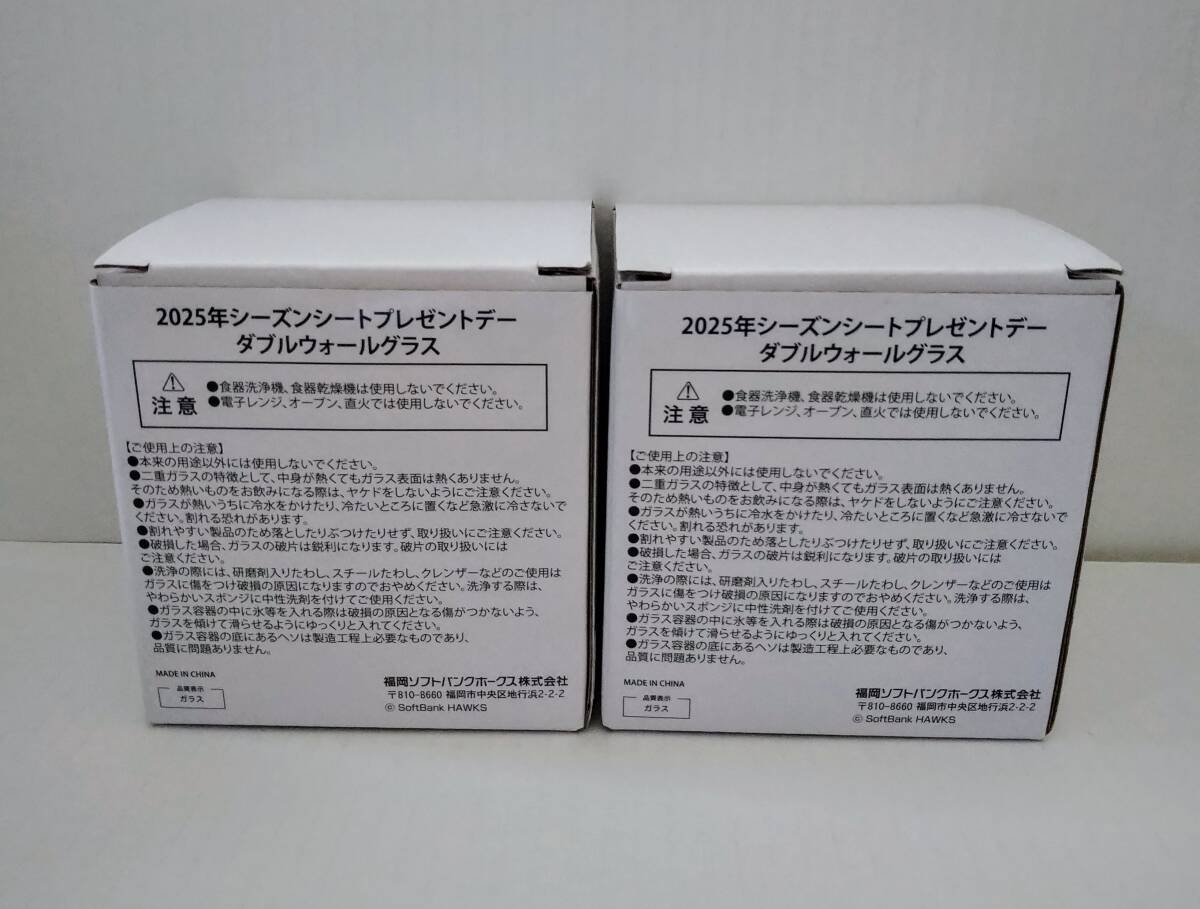 2025年シーズンシートプレゼントデー
ダブルウォールグラス
⚠
注意
●食器洗浄機、食器乾燥機は使用しないでください。
●電子レンジ、オーブン、直火では使用しないでください。
【ご使用上の注意】
●本来の用途以外には使用しないでください。
●二重ガラスの特徴として、中身が熱くてもガラス表面は熱くありません。
そのため熱いものをお飲みになる際は、ヤケドをしないようにご注意ください。
●ガラスが熱いうちに冷水をかけたり、冷たいところに置くなど急激に冷さないで
ください。割れる恐れがあります。
●割れやすい製品のため落としたりぶつけたりせず、取り扱いにご注意ください。
●破損した場合、ガラスの破片は鋭利になります。破片の取り扱いには
ご注意ください。
●洗浄の際には、研磨剤入りたわし、スチールたわし、クレンザーなどのご使用は
ガラスに傷をつけ破損の原因になりますのでおやめください。洗浄する際は、
やわらかいスポンジに中性洗剤を付けてご使用ください。
●ガラス容器の中に氷等を入れる際は破損の原因となる傷がつかないよう、
ガラスを傾けて滑らせるようにゆっくりと入れてください。
●ガラス容器の底にあるヘソは製造工程上必要なものであり、
品質に問題ありません。
MADE IN CHINA
品質表示
ガラス
福岡ソフトバンクホークス株式会社
〒810-8660 福岡市中央区地行浜2-2-2
© SoftBank HAWKS
2025年シーズンシートプレゼントデー
ダブルウォールグラス
⚠
注意
●食器洗浄機、食器乾燥機は使用しないでください。
●電子レンジ、オーブン、直火では使用しないでください。
【ご使用上の注意】
●本来の用途以外には使用しないでください。
●二重ガラスの特徴として、中身が熱くてもガラス表面は熱くありません。
そのため熱いものをお飲みになる際は、ヤケドをしないようにご注意ください。
●ガラスが熱いうちに冷水をかけたり、冷たいところに置くなど急激に冷さないで
ください。割れる恐れがあります。
●割れやすい製品のため落としたりぶつけたりせず、取り扱いにご注意ください。
●破損した場合、ガラスの破片は鋭利になります。破片の取り扱いには
ご注意ください。
●洗浄の際には、研磨剤入りたわし、スチールたわし、クレンザーなどのご使用は
ガラスに傷をつけ破損の原因になりますのでおやめください。洗浄する際は、
やわらかいスポンジに中性洗剤を付けてご使用ください。
●ガラス容器の中に氷等を入れる際は破損の原因となる傷がつかないよう、
ガラスを傾けて滑らせるようにゆっくりと入れてください。
●ガラス容器の底にあるヘソは製造工程上必要なものであり、
品質に問題ありません。
MADE IN CHINA
品質表示
ガラス
福岡ソフトバンクホークス株式会社
〒810-8660 福岡市中央区地行浜2-2-2
© SoftBank HAWKS